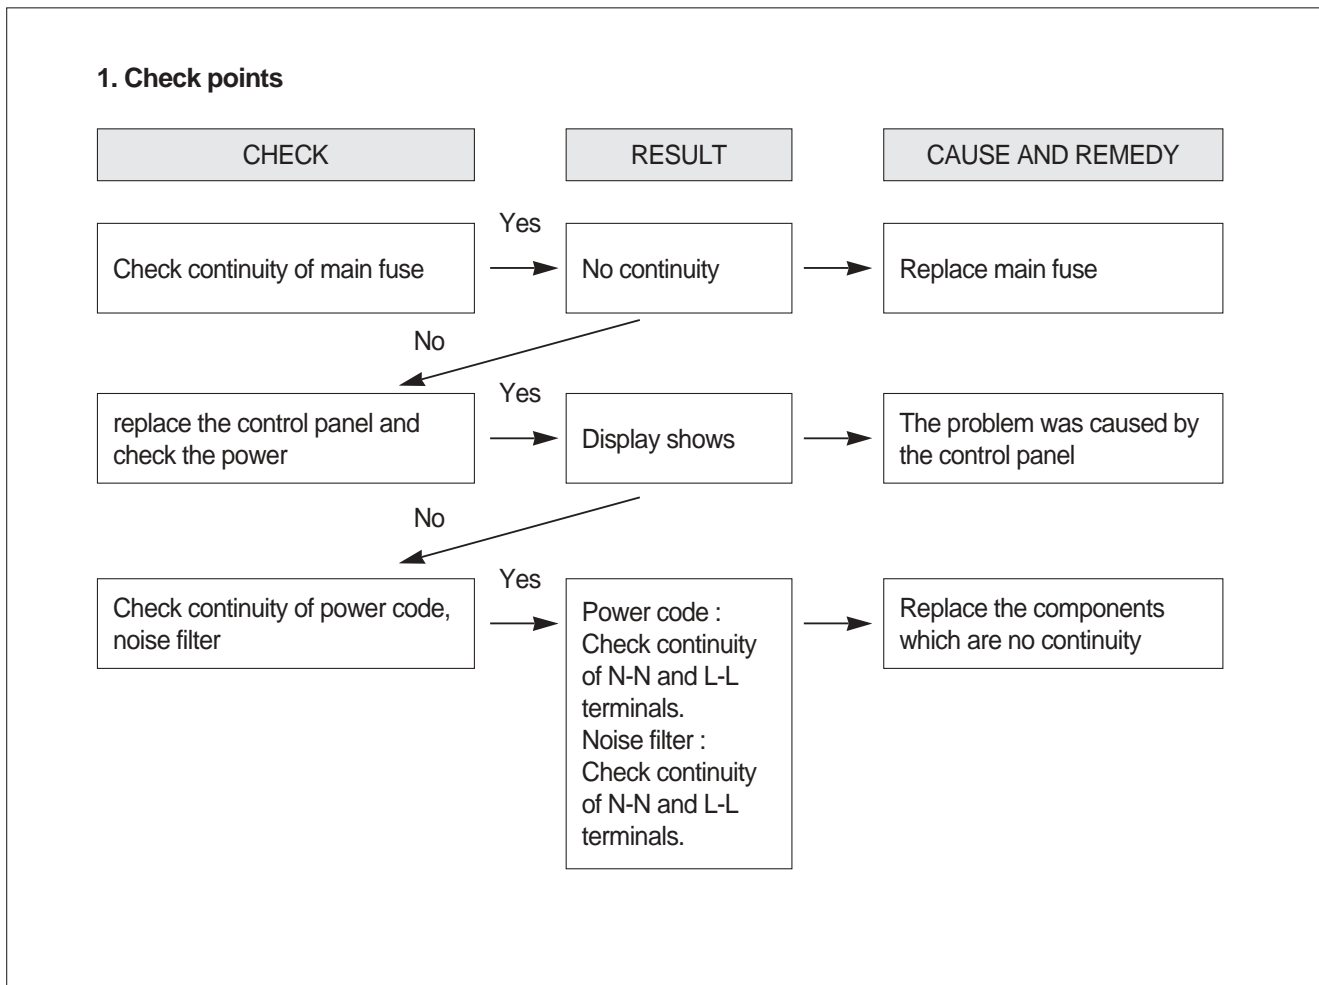 1. Check points
CHECK
RESULT
CAUSE AND REMEDY
Yes
Check continuity of main fuse
No continuity
Replace main fuse
No
Yes
replace the control panel and
check the power
Display shows
The problem was caused by
the control panel
No
Yes
Check continuity of power code,
noise filter
Power code :
Check continuity
of N-N and L-L
terminals.
Noise filter :
Check continuity
of N-N and L-L
terminals.
Replace the components
which are no continuity